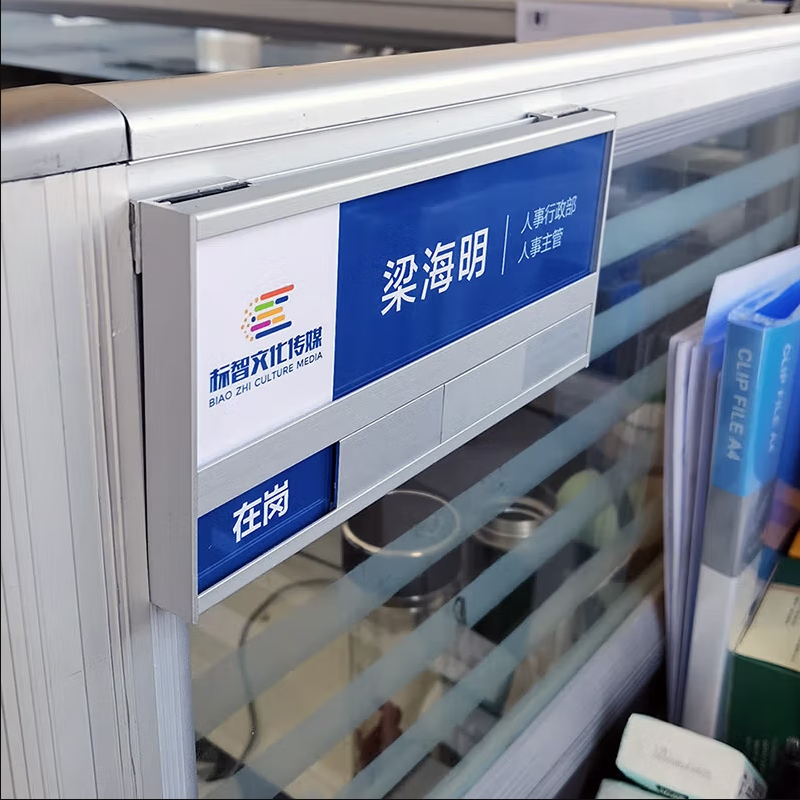 标智文化传媒
BIAO ZHI CULTURE MEDIA
梁海明
人事行政部
人事主管
在岗
CLIP FILE A4
CLIP FILE A4